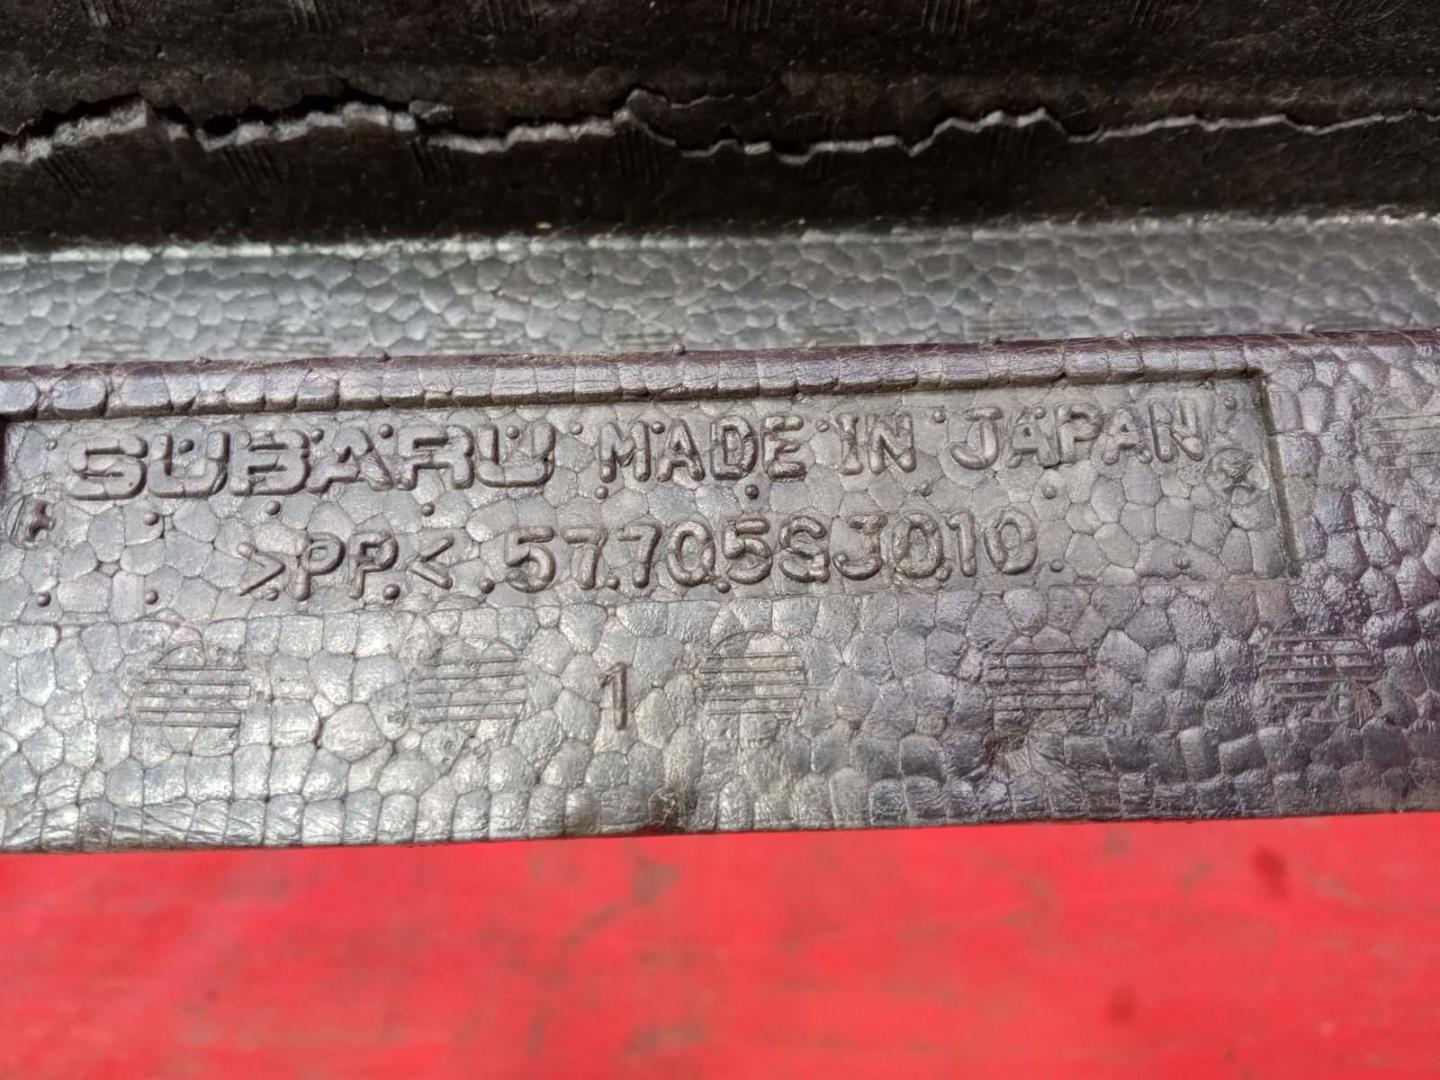 SUBARU MADE IN JAPAN
>PP< 57705SJ010
1